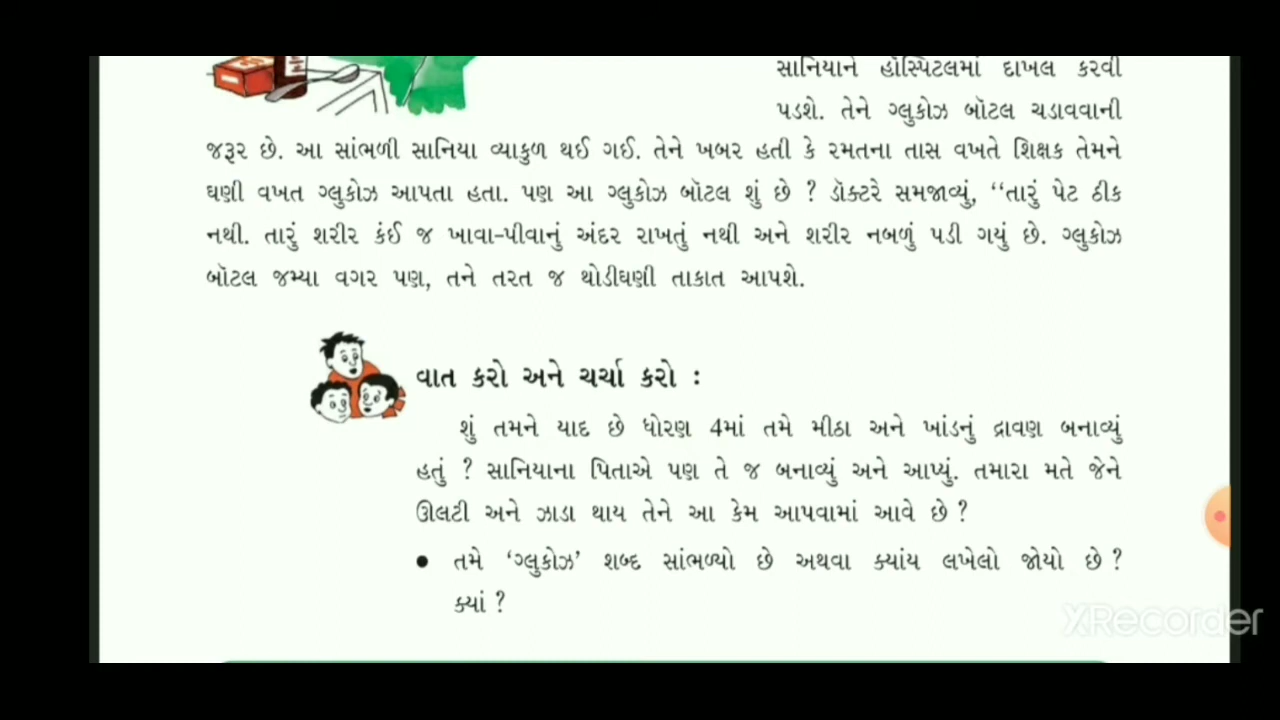 સાનિયાને હૉસ્પિટલમાં દાખલ કરવી
પડશે. તેને ગ્લુકોઝ બૉટલ ચડાવવાની
જરૂર છે. આ સાંભળી સાનિયા વ્યાકુળ થઈ ગઈ. તેને ખબર હતી કે રમતના તાસ વખતે શિક્ષક તેમને
ઘણી વખત ગ્લુકોઝ આપતા હતા. પણ આ ગ્લુકોઝ બૉટલ શું છે ? ડૉક્ટરે સમજાવ્યું, “તારું પેટ ઠીક
નથી. તારું શરીર કંઈ જ ખાવા-પીવાનું અંદર રાખતું નથી અને શરીર નબળું પડી ગયું છે. ગ્લુકોઝ
બૉટલ જમ્યા વગર પણ, તને તરત જ થોડીઘણી તાકાત આપશે.
વાત કરો અને ચર્ચા કરો :
શું તમને યાદ છે ધોરણ 4માં તમે મીઠા અને ખાંડનું દ્રાવણ બનાવ્યું
હતું ? સાનિયાના પિતાએ પણ તે જ બનાવ્યું અને આપ્યું. તમારા મતે જેને
ઊલટી અને ઝાડા થાય તેને આ કેમ આપવામાં આવે છે ?
• તમે ‘ગ્લુકોઝ’ શબ્દ સાંભળ્યો છે અથવા ક્યાંય લખેલો જોયો છે ?
ક્યાં ?
XRecorder